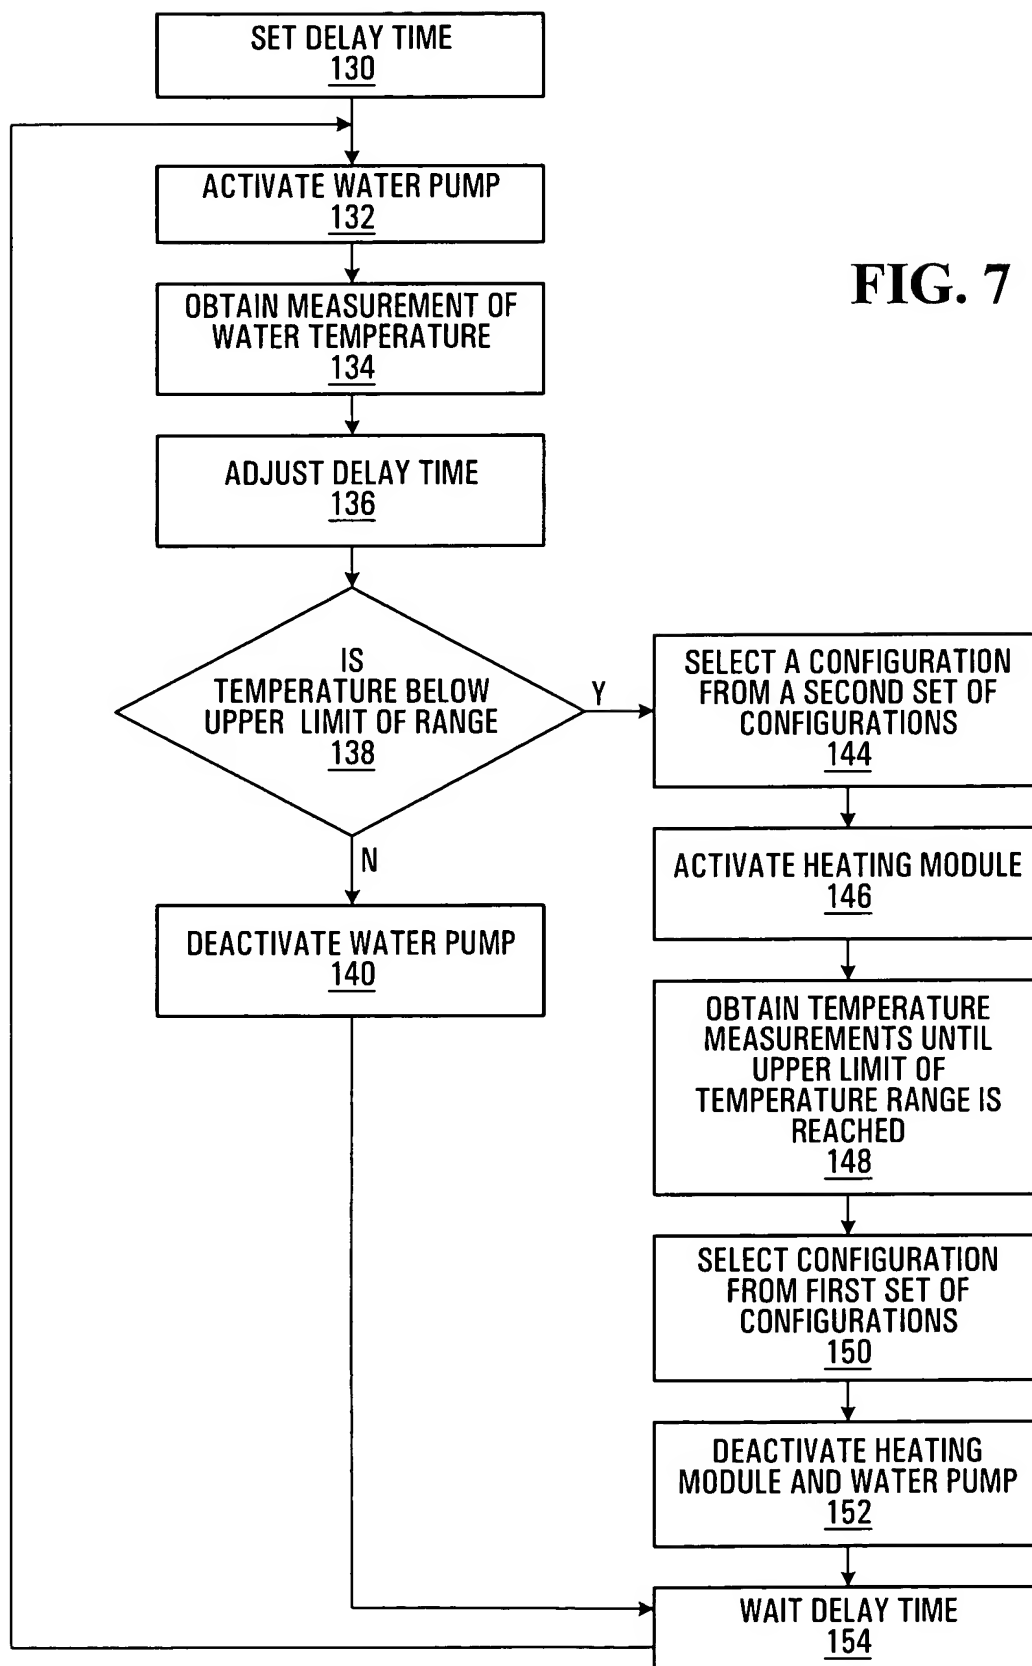 SET DELAY TIME
130
ACTIVATE WATER PUMP
132
FIG. 7
OBTAIN MEASUREMENT OF
WATER TEMPERATURE
134
ADJUST DELAY TIME
136
IS
TEMPERATURE BELOW
UPPER LIMIT OF RANGE
138
Y
N
DEACTIVATE WATER PUMP
140
SELECT A CONFIGURATION
FROM A SECOND SET OF
CONFIGURATIONS
144
ACTIVATE HEATING MODULE
146
OBTAIN TEMPERATURE
MEASUREMENTS UNTIL
UPPER LIMIT OF
TEMPERATURE RANGE IS
REACHED
148
SELECT CONFIGURATION
FROM FIRST SET OF
CONFIGURATIONS
150
DEACTIVATE HEATING
MODULE AND WATER PUMP
152
WAIT DELAY TIME
154